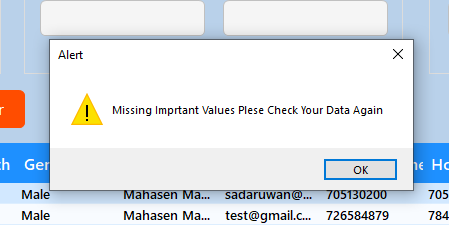 Alert
Missing Imprtant Values Plese Check Your Data Again
OK
Male Mahasen Ma... sadaruwan@... 705130200 705
Male Mahasen Ma... test@gmail.c... 726584879 784